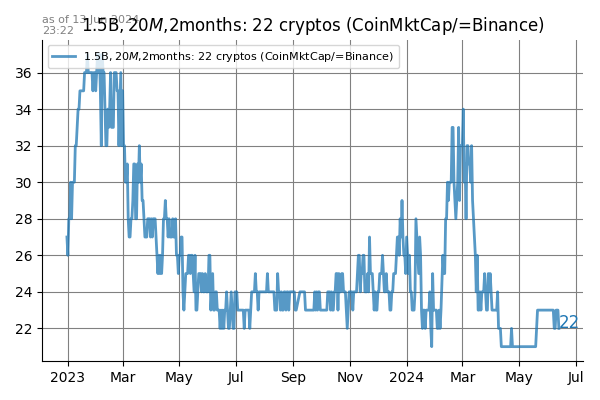 as of 13 Jun 2024
23:22
1.5B, 20M,2months: 22 cryptos (CoinMktCap/=Binance)
1.5B, 20M,2months: 22 cryptos (CoinMktCap/=Binance)
36
34
32
30
28
26
24
22
22
2023 Mar May Jul Sep Nov 2024 Mar May Jul